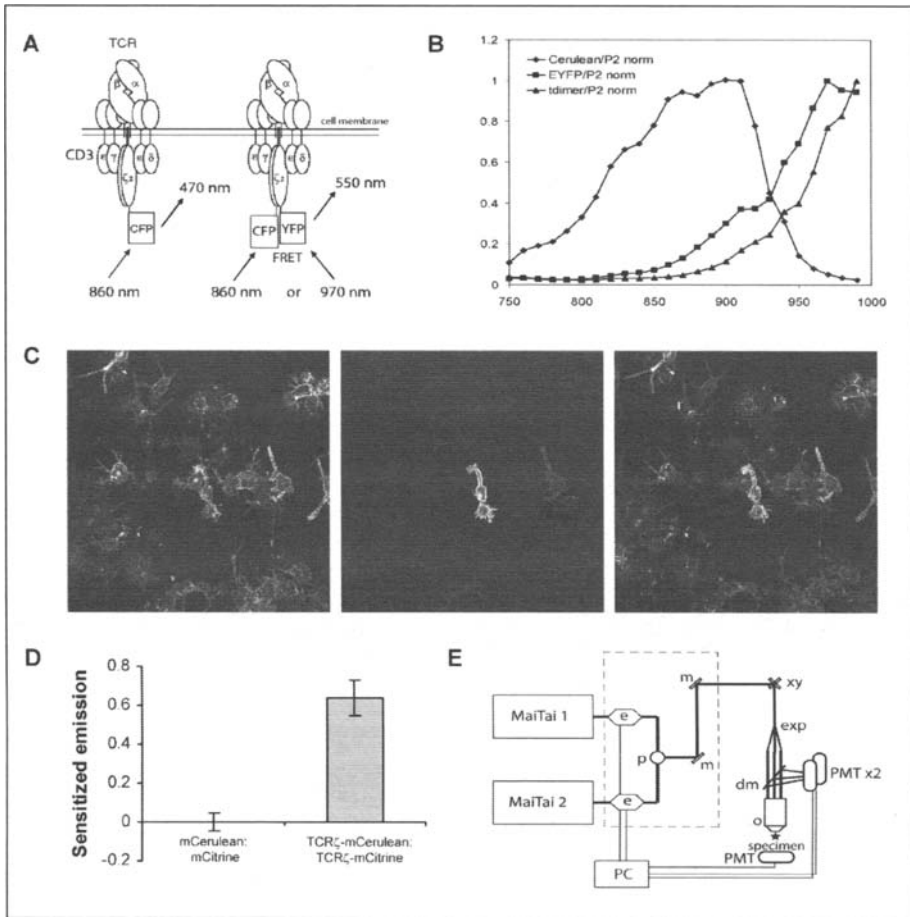 A
TCR
β α
cell membrane
CD3
ε γ ε δ
ζ₂
ζ₂
470 nm
550 nm
CFP
CFP YFP
FRET
860 nm
860 nm or 970 nm
B
Cerulean/P2 norm
EYFP/P2 norm
tdimer/P2 norm
1.2
1
0.8
0.6
0.4
0.2
0
750 800 850 900 950 1000
C
D
Sensitized emission
0.8
0.6
0.4
0.2
0
-0.2
mCerulean:
mCitrine
TCRζ-mCerulean:
TCRζ-mCitrine
E
MaiTai 1
MaiTai 2
e
e
p
m
m
xy
exp
dm
PMT x2
o
specimen
PMT
PC